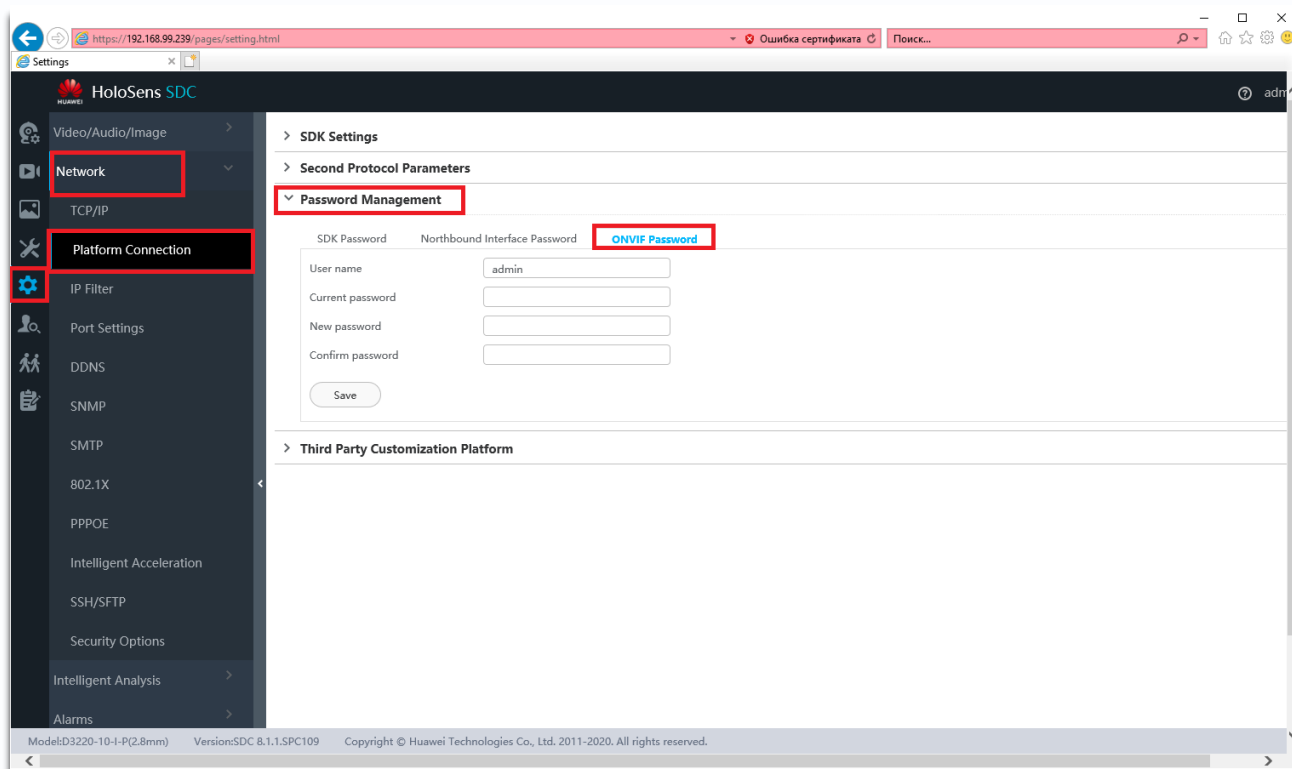 https://192.168.99.239/pages/setting.html
Ошибка сертификата
Поиск...
Settings
HUAWEI
HoloSens SDC
Video/Audio/Image
Network
TCP/IP
Platform Connection
IP Filter
Port Settings
DDNS
SNMP
SMTP
802.1X
PPPOE
Intelligent Acceleration
SSH/SFTP
Security Options
Intelligent Analysis
Alarms
SDK Settings
Second Protocol Parameters
Password Management
SDK Password Northbound Interface Password ONVIF Password
User name admin
Current password
New password
Confirm password
Save
Third Party Customization Platform
Model:D3220-10-I-P(2.8mm) Version:SDC 8.1.1.SPC109 Copyright © Huawei Technologies Co., Ltd. 2011-2020. All rights reserved.